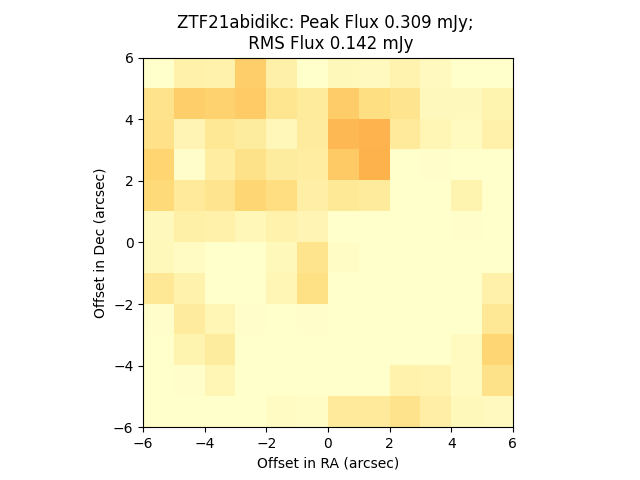 ZTF21abidikc: Peak Flux 0.309 mJy;
RMS Flux 0.142 mJy
6
4
2
0
−2
−4
−6
Offset in Dec (arcsec)
−6 −4 −2 0 2 4 6
Offset in RA (arcsec)